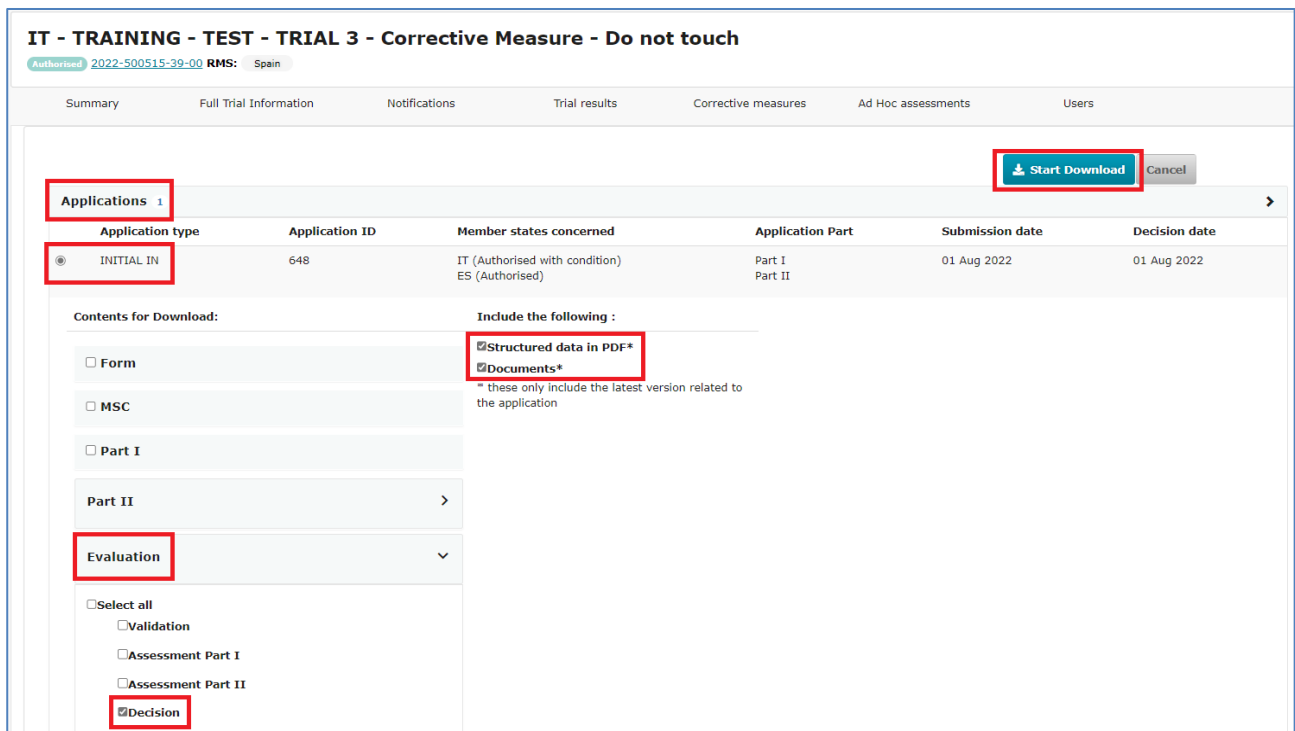 IT - TRAINING - TEST - TRIAL 3 - Corrective Measure - Do not touch
Authorised 2022-500515-39-00 RMS: Spain
Summary Full Trial Information Notifications Trial results Corrective measures Ad Hoc assessments Users
Start Download Cancel
Applications 1
Application type Application ID Member states concerned Application Part Submission date Decision date
INITIAL IN 648 IT (Authorised with condition) Part I 01 Aug 2022 01 Aug 2022
ES (Authorised) Part II
Contents for Download: Include the following :
Structured data in PDF*
Form Documents*
* these only include the latest version related to
MSC the application
Part I
Part II
Evaluation
Select all
Validation
Assessment Part I
Assessment Part II
Decision